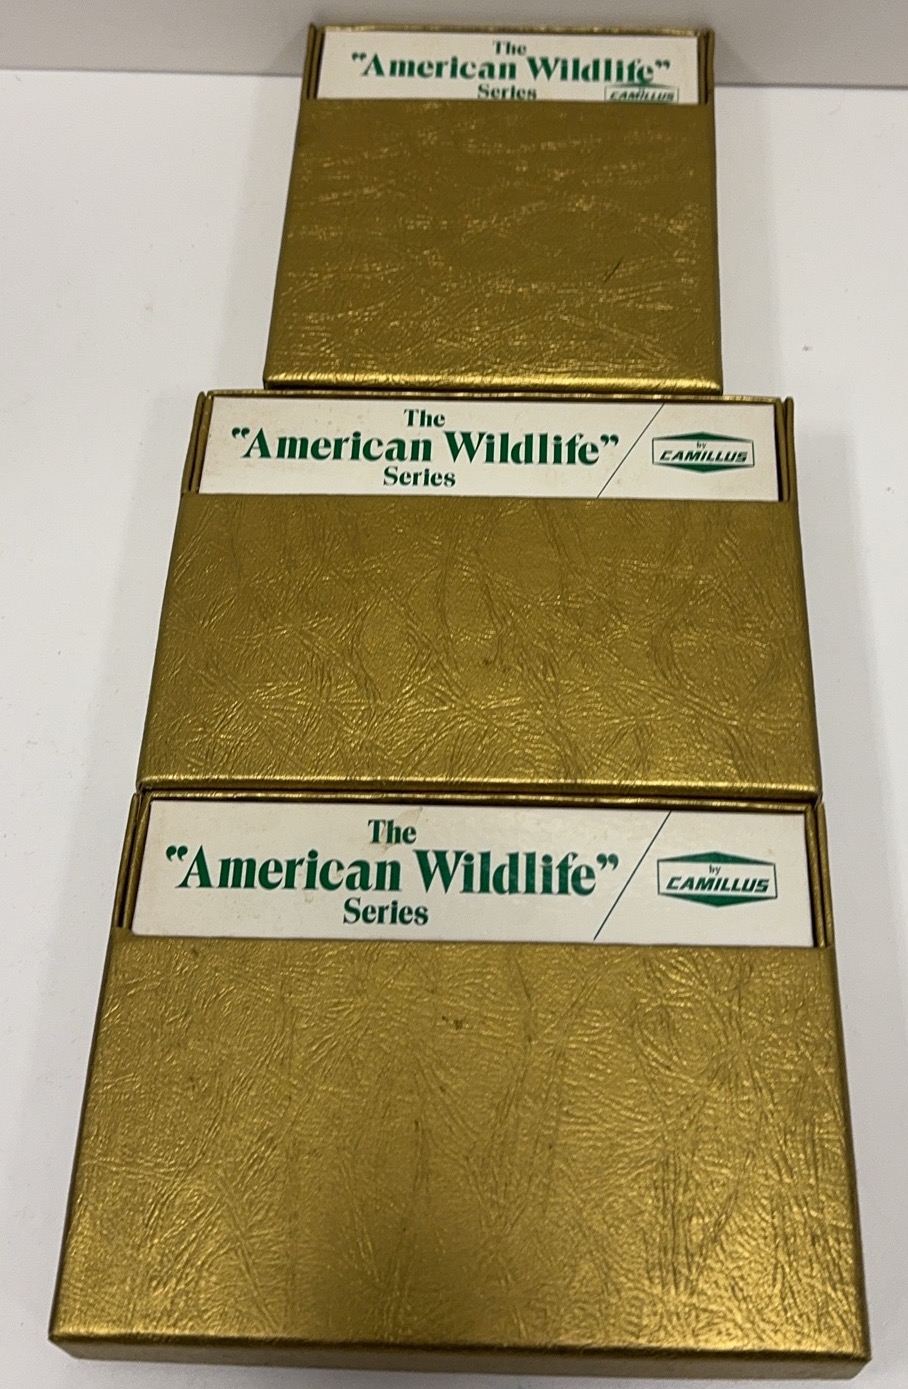 The
"American Wildlife"
Series
CAMILLUS
The
"American Wildlife"
Series
by
CAMILLUS
The
"American Wildlife"
Series
by
CAMILLUS